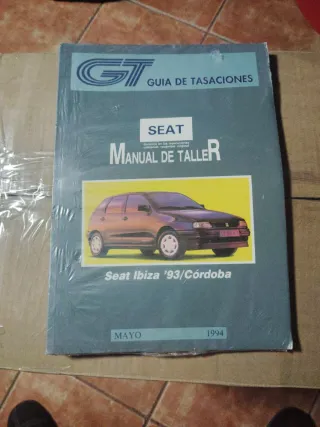 GT GUIA DE TASACIONES
SEAT
MANUAL DE TALLER
Seat Ibiza '93/Córdoba
MAYO 1994